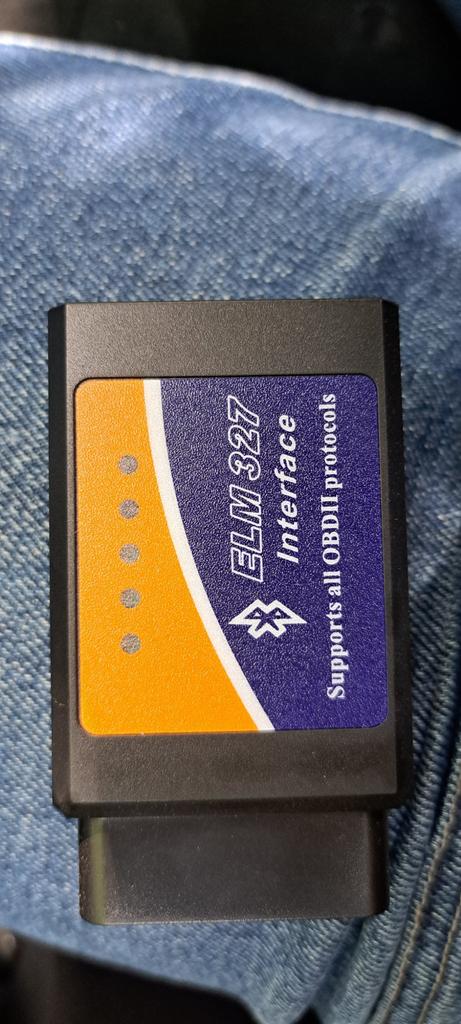 ELM 327
Interface
Supports all OBDII protocols